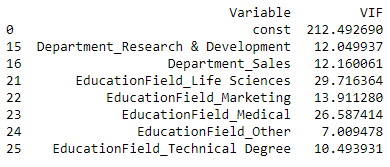 Variable VIF
0 const 212.492690
15 Department_Research & Development 12.049937
16 Department_Sales 12.160061
21 EducationField_Life Sciences 29.716364
22 EducationField_Marketing 13.911280
23 EducationField_Medical 26.587414
24 EducationField_Other 7.009478
25 EducationField_Technical Degree 10.493931